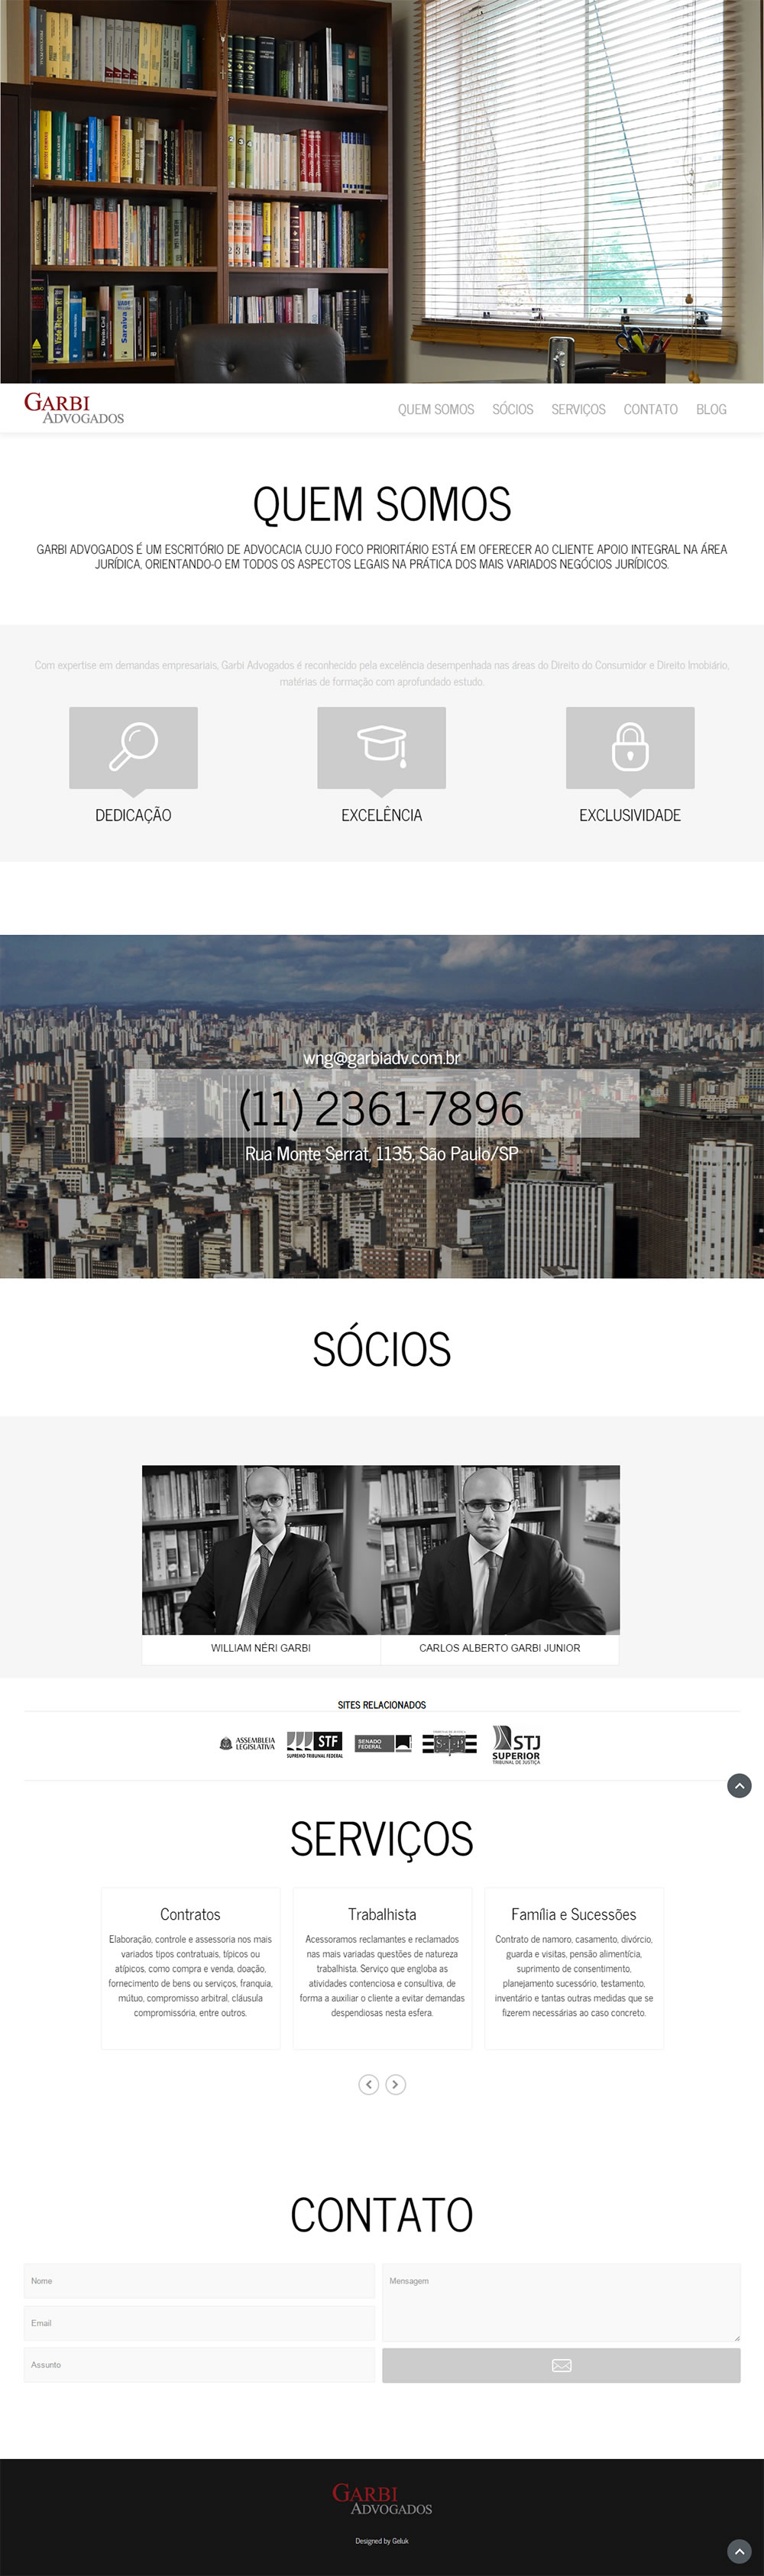 GARBI
ADVOGADOS
QUEM SOMOS SÓCIOS SERVIÇOS CONTATO BLOG
QUEM SOMOS
GARBI ADVOGADOS É UM ESCRITÓRIO DE ADVOCACIA CUJO FOCO PRIORITÁRIO ESTÁ EM OFERECER AO CLIENTE APOIO INTEGRAL NA ÁREA
JURÍDICA, ORIENTANDO-O EM TODOS OS ASPECTOS LEGAIS NA PRÁTICA DOS MAIS VARIADOS NEGÓCIOS JURÍDICOS.
Com expertise em demandas empresariais, Garbi Advogados é reconhecido pela excelência desempenhada nas áreas do Direito do Consumidor e Direito Imobiário,
matérias de formação com aprofundado estudo.
DEDICAÇÃO
EXCELÊNCIA
EXCLUSIVIDADE
wng@garbiadv.com.br
(11) 2361-7896
Rua Monte Serrat, 1135, São Paulo/SP
SÓCIOS
WILLIAM NÉRI GARBI
CARLOS ALBERTO GARBI JUNIOR
SITES RELACIONADOS
ASSEMBLEIA
LEGISLATIVA
STF
SUPREMO TRIBUNAL FEDERAL
SENADO
FEDERAL
STJ
SUPERIOR
TRIBUNAL DE JUSTIÇA
SERVIÇOS
Contratos
Elaboração, controle e assessoria nos mais
variados tipos contratuais, típicos ou
atípicos, como compra e venda, doação,
fornecimento de bens ou serviços, franquia,
mútuo, compromisso arbitral, cláusula
compromissória, entre outros.
Trabalhista
Acessoramos reclamantes e reclamados
nas mais variadas questões de natureza
trabalhista. Serviço que engloba as
atividades contenciosa e consultiva, de
forma a auxiliar o cliente a evitar demandas
despendiosas nesta esfera.
Família e Sucessões
Contrato de namoro, casamento, divórcio,
guarda e visitas, pensão alimentícia,
suprimento de consentimento,
planejamento sucessório, testamento,
inventário e tantas outras medidas que se
fizerem necessárias ao caso concreto.
CONTATO
Nome
Email
Assunto
Mensagem
GARBI
ADVOGADOS
Designed by Geluk